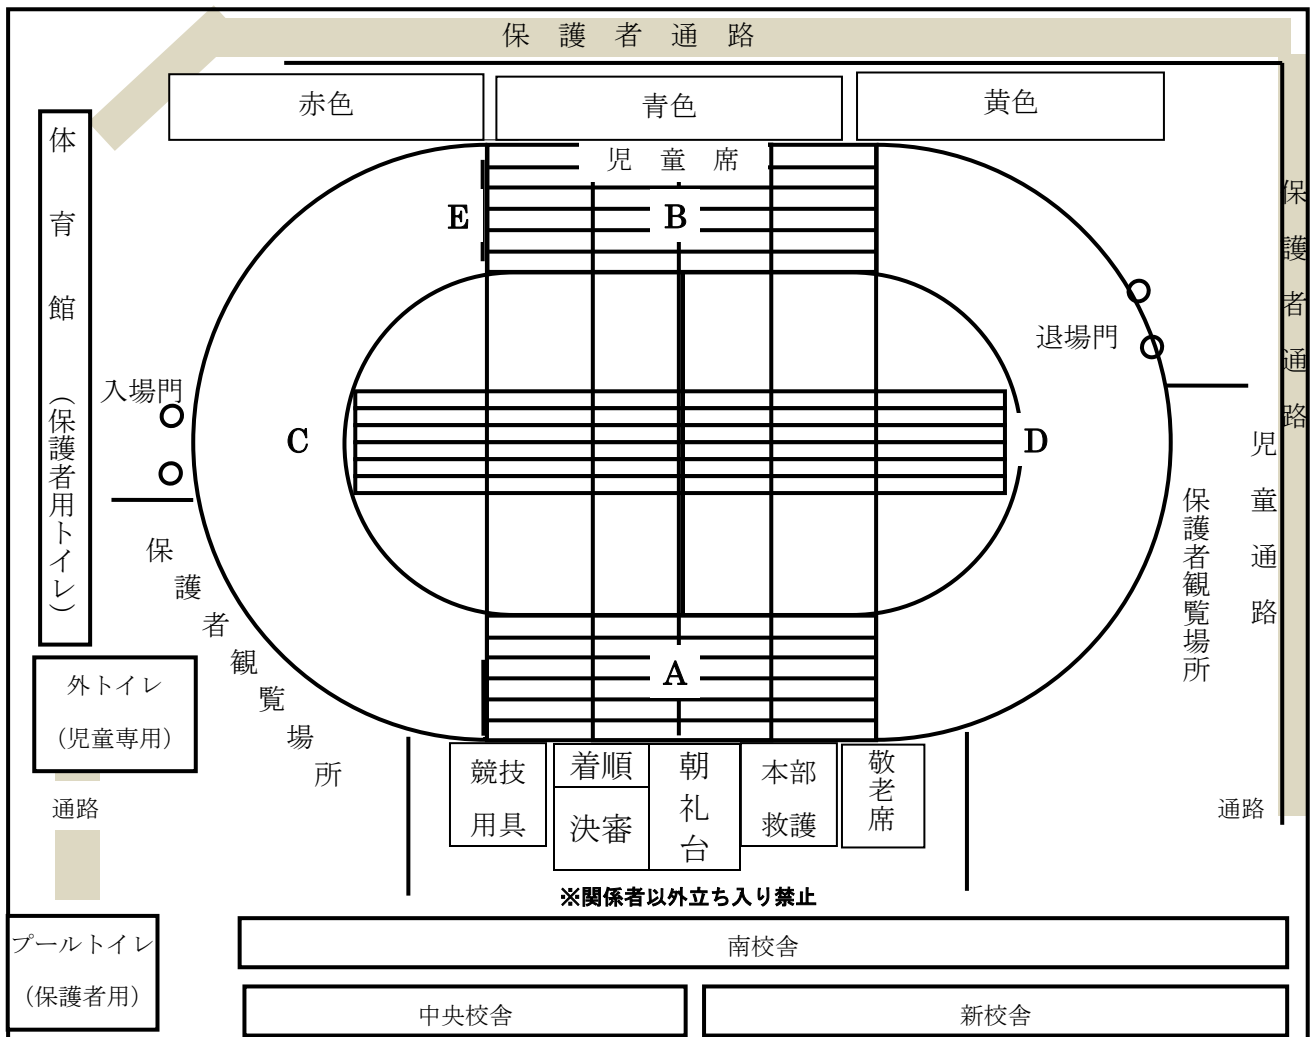 保護者通路
赤色
青色
黄色
体育館（保護者用トイレ）
児童席
E
B
保護者通路
退場門
入場門
C
D
児童通路
保護者観覧場所
保護者観覧場所
外トイレ
（児童専用）
A
通路
競技
用具
着順
決審
朝礼台
本部
救護
敬老席
通路
※関係者以外立ち入り禁止
プールトイレ
（保護者用）
南校舎
中央校舎
新校舎